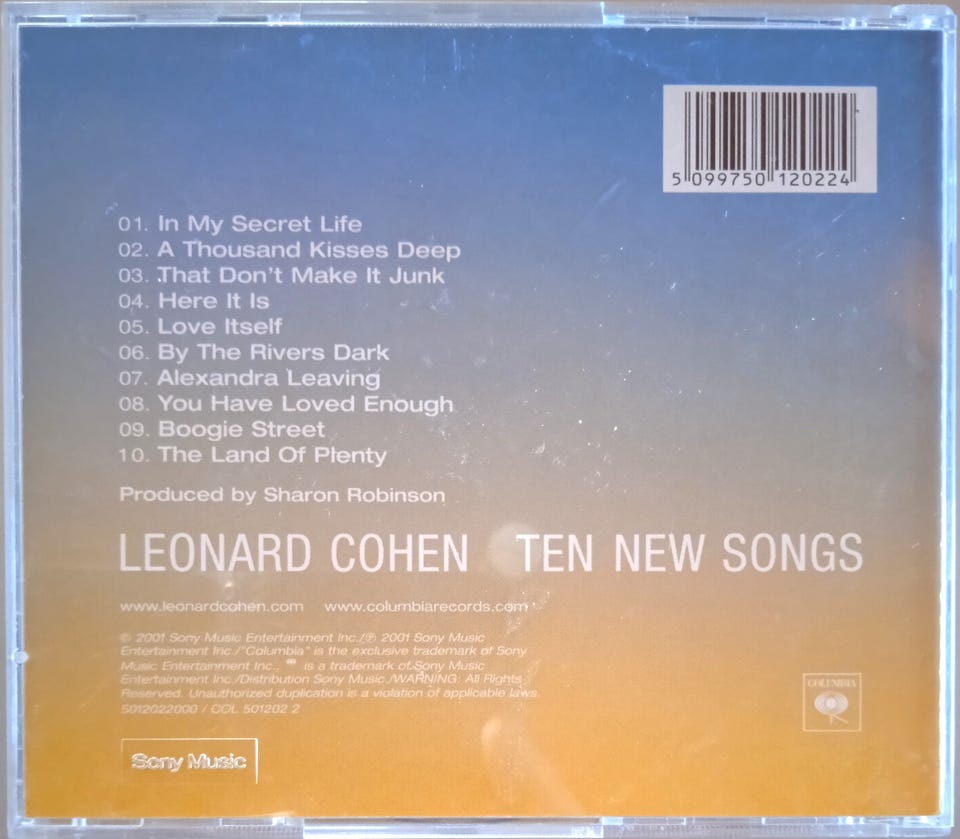 5 099750 120224
01. In My Secret Life
02. A Thousand Kisses Deep
03. That Don't Make It Junk
04. Here It Is
05. Love Itself
06. By The Rivers Dark
07. Alexandra Leaving
08. You Have Loved Enough
09. Boogie Street
10. The Land Of Plenty
Produced by Sharon Robinson
LEONARD COHEN TEN NEW SONGS
www.leonardcohen.com www.columbiarecords.com
© 2001 Sony Music Entertainment Inc./℗ 2001 Sony Music
Entertainment Inc./"Columbia" is the exclusive trademark of Sony
Music Entertainment Inc., is a trademark of Sony Music
Entertainment Inc./Distribution Sony Music./WARNING: All Rights
Reserved. Unauthorized duplication is a violation of applicable laws.
5012022000 / COL 501202 2
COLUMBIA
Sony Music